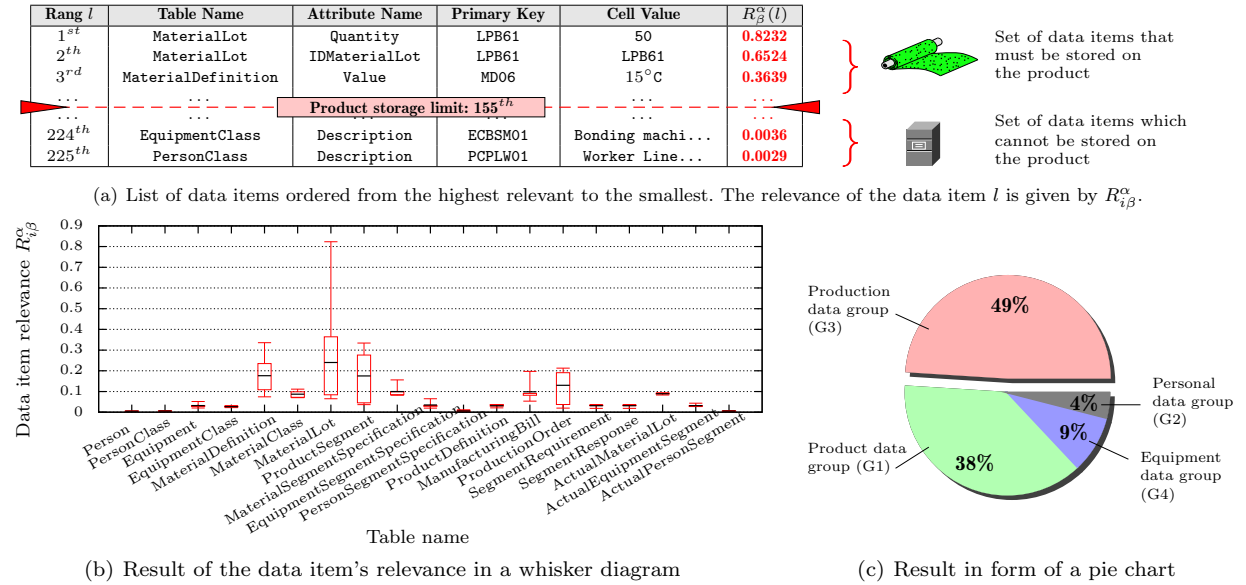 Rang l Table Name Attribute Name Primary Key Cell Value R^α_β(l)
1^st MaterialLot Quantity LPB61 50 0.8232
2^th MaterialLot IDMaterialLot LPB61 LPB61 0.6524
3^rd MaterialDefinition Value MD06 15°C 0.3639
... ... ... ... ... ...
Product storage limit: 155^th
... ... ... ... ... ...
224^th EquipmentClass Description ECBSM01 Bonding machi... 0.0036
225^th PersonClass Description PCPLW01 Worker Line... 0.0029
Set of data items that
must be stored on
the product
Set of data items which
cannot be stored on
the product
(a) List of data items ordered from the highest relevant to the smallest. The relevance of the data item l is given by R^α_iβ.
Data item relevance R^α_iβ
0.9
0.8
0.7
0.6
0.5
0.4
0.3
0.2
0.1
0
Person
PersonClass
Equipment
EquipmentClass
MaterialDefinition
MaterialClass
MaterialLot
ProductSegment
MaterialSegmentSpecification
EquipmentSegmentSpecification
PersonSegmentSpecification
ProductDefinition
ManufacturingBill
ProductionOrder
SegmentRequirement
SegmentResponse
ActualMaterialLot
ActualEquipmentSegment
ActualPersonSegment
Table name
(b) Result of the data item's relevance in a whisker diagram
Production
data group
(G3)
49%
Personal
data group
(G2)
4%
9%
Equipment
data group
(G4)
Product data
group (G1)
38%
(c) Result in form of a pie chart